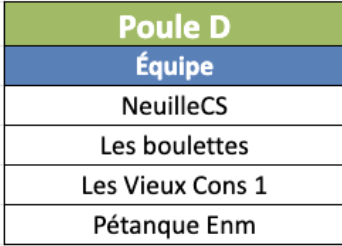 Poule D
Équipe
NeuilleCS
Les boulettes
Les Vieux Cons 1
Pétanque Enm